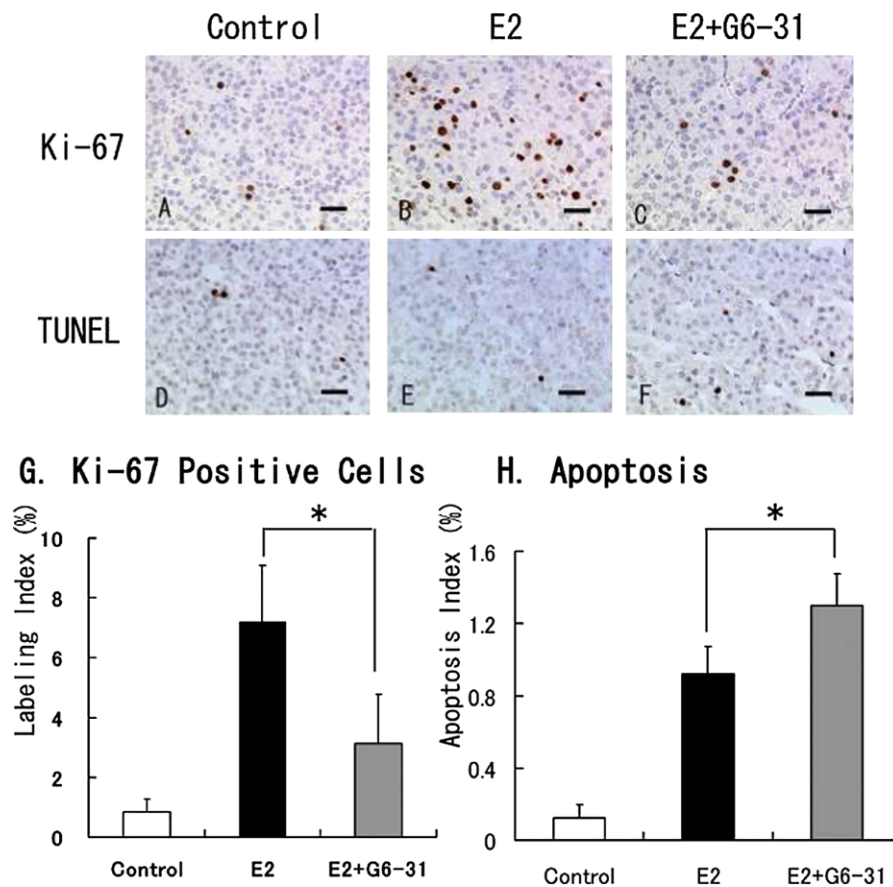 Control E2 E2+G6-31
Ki-67
A B C
TUNEL
D E F
G. Ki-67 Positive Cells
Labeling Index (%)
10
8
6
4
2
0
*
Control E2 E2+G6-31
H. Apoptosis
Apoptosis Index (%)
1.6
1.2
0.8
0.4
0
*
Control E2 E2+G6-31